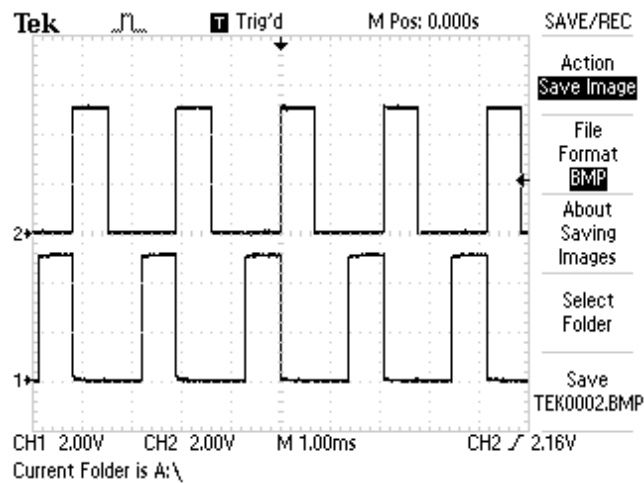 Tek T Trig'd M Pos: 0.000s SAVE/REC
Action
Save Image
File
Format
BMP
About
Saving
Images
Select
Folder
Save
TEK0002.BMP
2
1
CH1 2.00V CH2 2.00V M 1.00ms CH2 2.16V
Current Folder is A:\